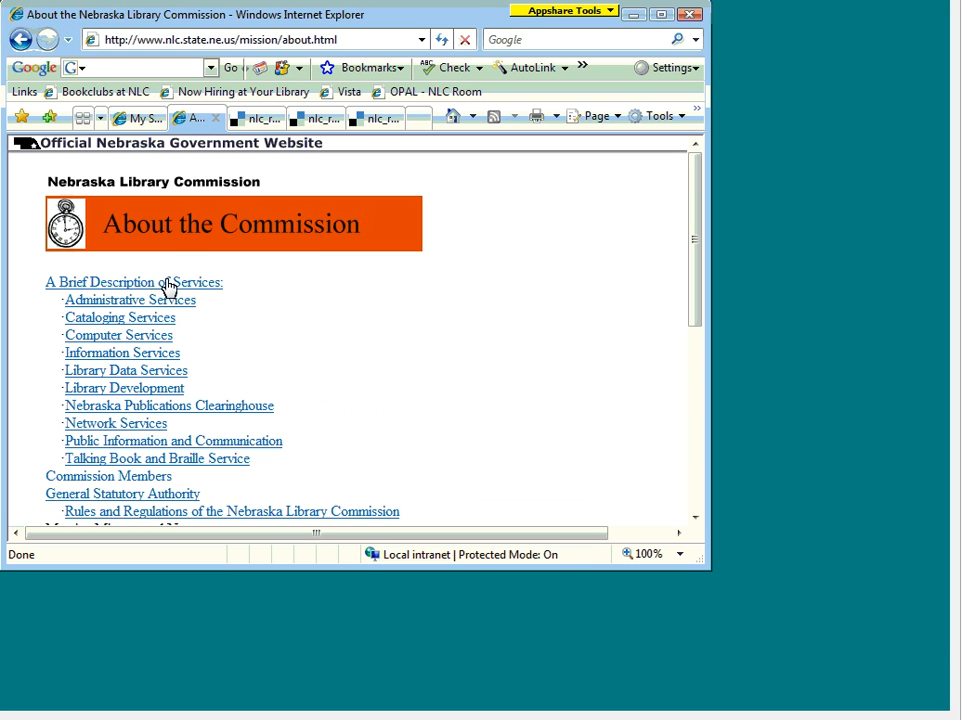 About the Nebraska Library Commission - Windows Internet Explorer
Appshare Tools
http://www.nlc.state.ne.us/mission/about.html
Google
Google G Go Bookmarks ABC Check AutoLink Settings
Links Bookclubs at NLC Now Hiring at Your Library Vista OPAL - NLC Room
My S... A... nlc_r... nlc_r... nlc_r... Page Tools
Official Nebraska Government Website
Nebraska Library Commission
About the Commission
A Brief Description of Services:
·Administrative Services
·Cataloging Services
·Computer Services
·Information Services
·Library Data Services
·Library Development
·Nebraska Publications Clearinghouse
·Network Services
·Public Information and Communication
·Talking Book and Braille Service
Commission Members
General Statutory Authority
·Rules and Regulations of the Nebraska Library Commission
Done Local intranet | Protected Mode: On 100%